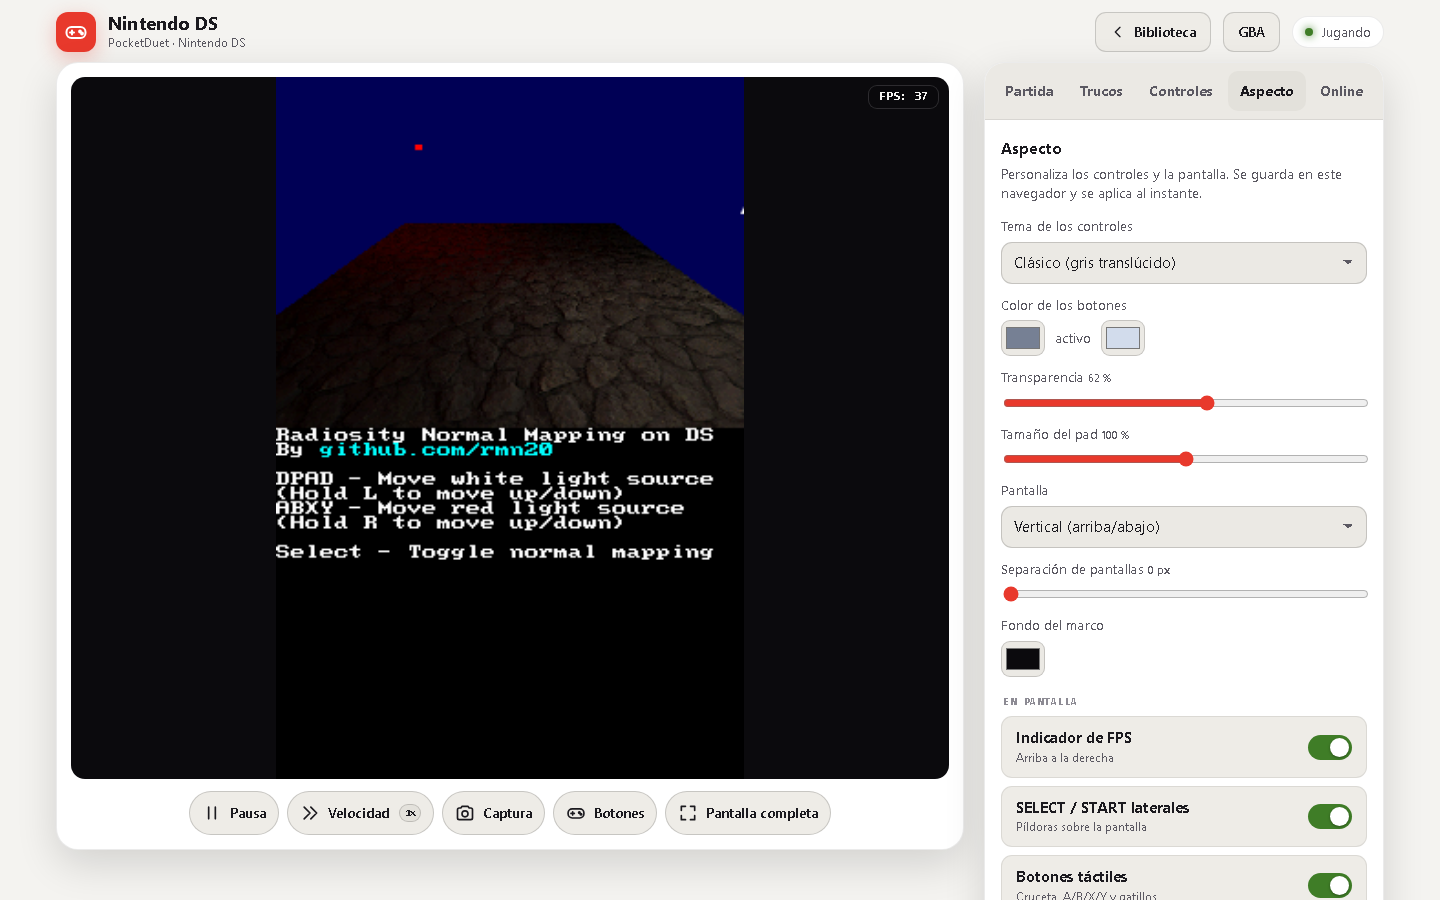 Nintendo DS
PocketDuet · Nintendo DS
Biblioteca
GBA
Jugando
FPS: 37
Radiosity Normal Mapping on DS
By github.com/rmn20
DPAD - Move white light source
(Hold L to move up/down)
ABXY - Move red light source
(Hold R to move up/down)
Select - Toggle normal mapping
Pausa
Velocidad 1x
Captura
Botones
Pantalla completa
Partida
Trucos
Controles
Aspecto
Online
Aspecto
Personaliza los controles y la pantalla. Se guarda en este
navegador y se aplica al instante.
Tema de los controles
Clásico (gris translúcido)
Color de los botones
activo
Transparencia 62 %
Tamaño del pad 100 %
Pantalla
Vertical (arriba/abajo)
Separación de pantallas 0 px
Fondo del marco
EN PANTALLA
Indicador de FPS
Arriba a la derecha
SELECT / START laterales
Píldoras sobre la pantalla
Botones táctiles
Cruceta, A/B/X/Y y gatillos